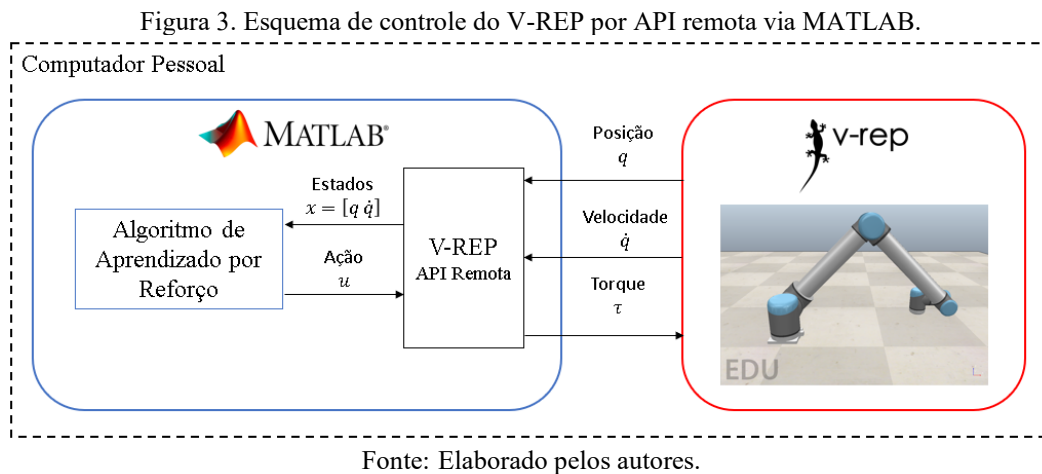 Figura 3. Esquema de controle do V-REP por API remota via MATLAB.
Computador Pessoal
MATLAB®
Estados
x = [q q̇]
Algoritmo de
Aprendizado por
Reforço
Ação
u
V-REP
API Remota
Posição
q
Velocidade
q̇
Torque
τ
v-rep
EDU
Fonte: Elaborado pelos autores.